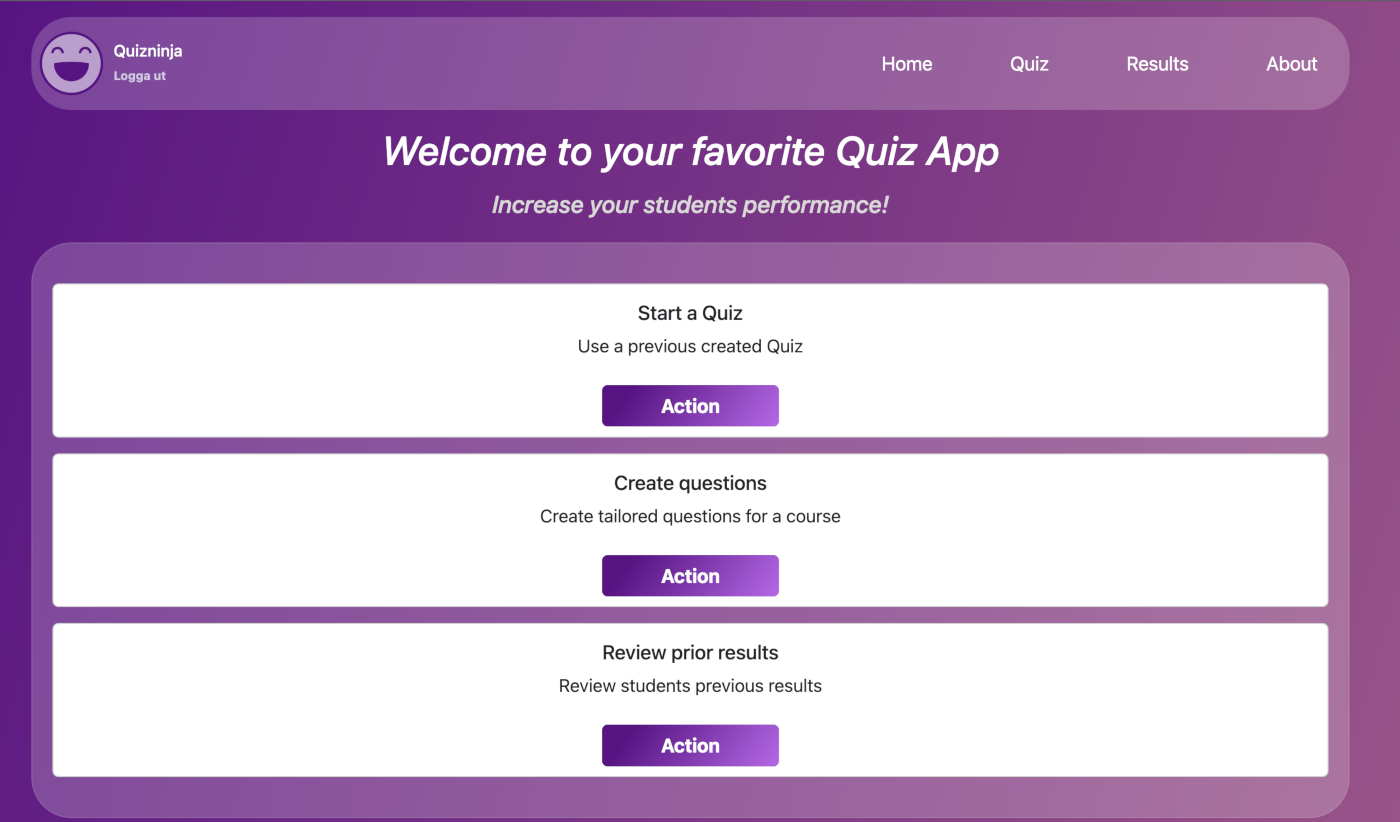 Quizninja
Logga ut
Home
Quiz
Results
About
Welcome to your favorite Quiz App
Increase your students performance!
Start a Quiz
Use a previous created Quiz
Action
Create questions
Create tailored questions for a course
Action
Review prior results
Review students previous results
Action